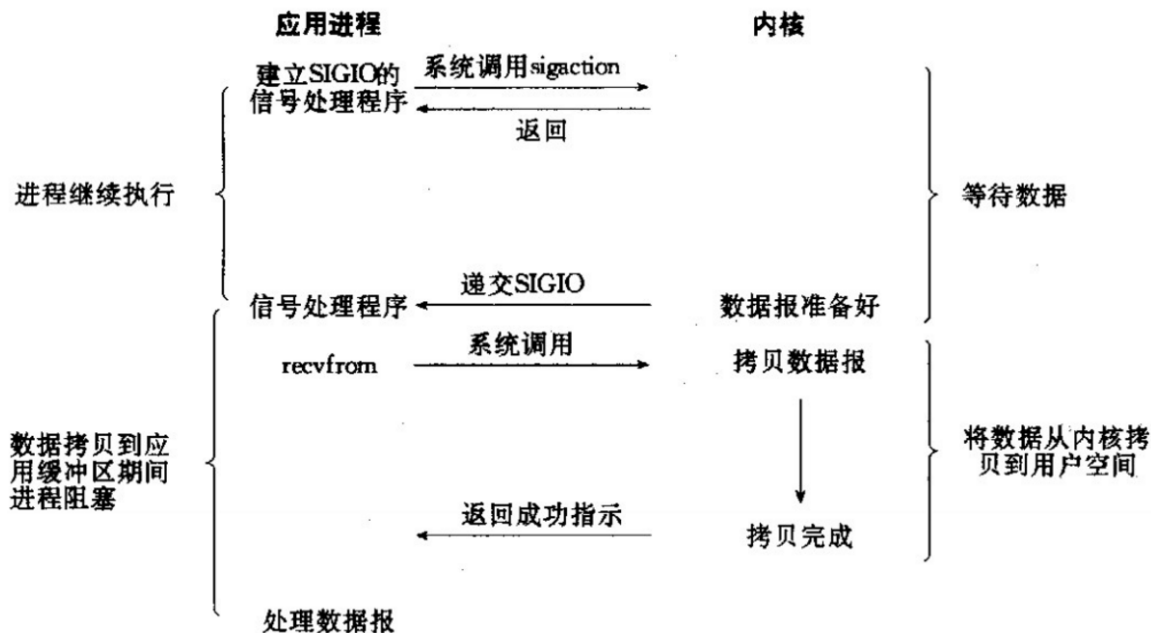 应用进程
内核
建立SIGIO的
信号处理程序
系统调用sigaction
返回
进程继续执行
等待数据
递交SIGIO
信号处理程序
数据报准备好
系统调用
recvfrom
拷贝数据报
数据拷贝到应
用缓冲区期间
进程阻塞
将数据从内核拷
贝到用户空间
返回成功指示
拷贝完成
处理数据报